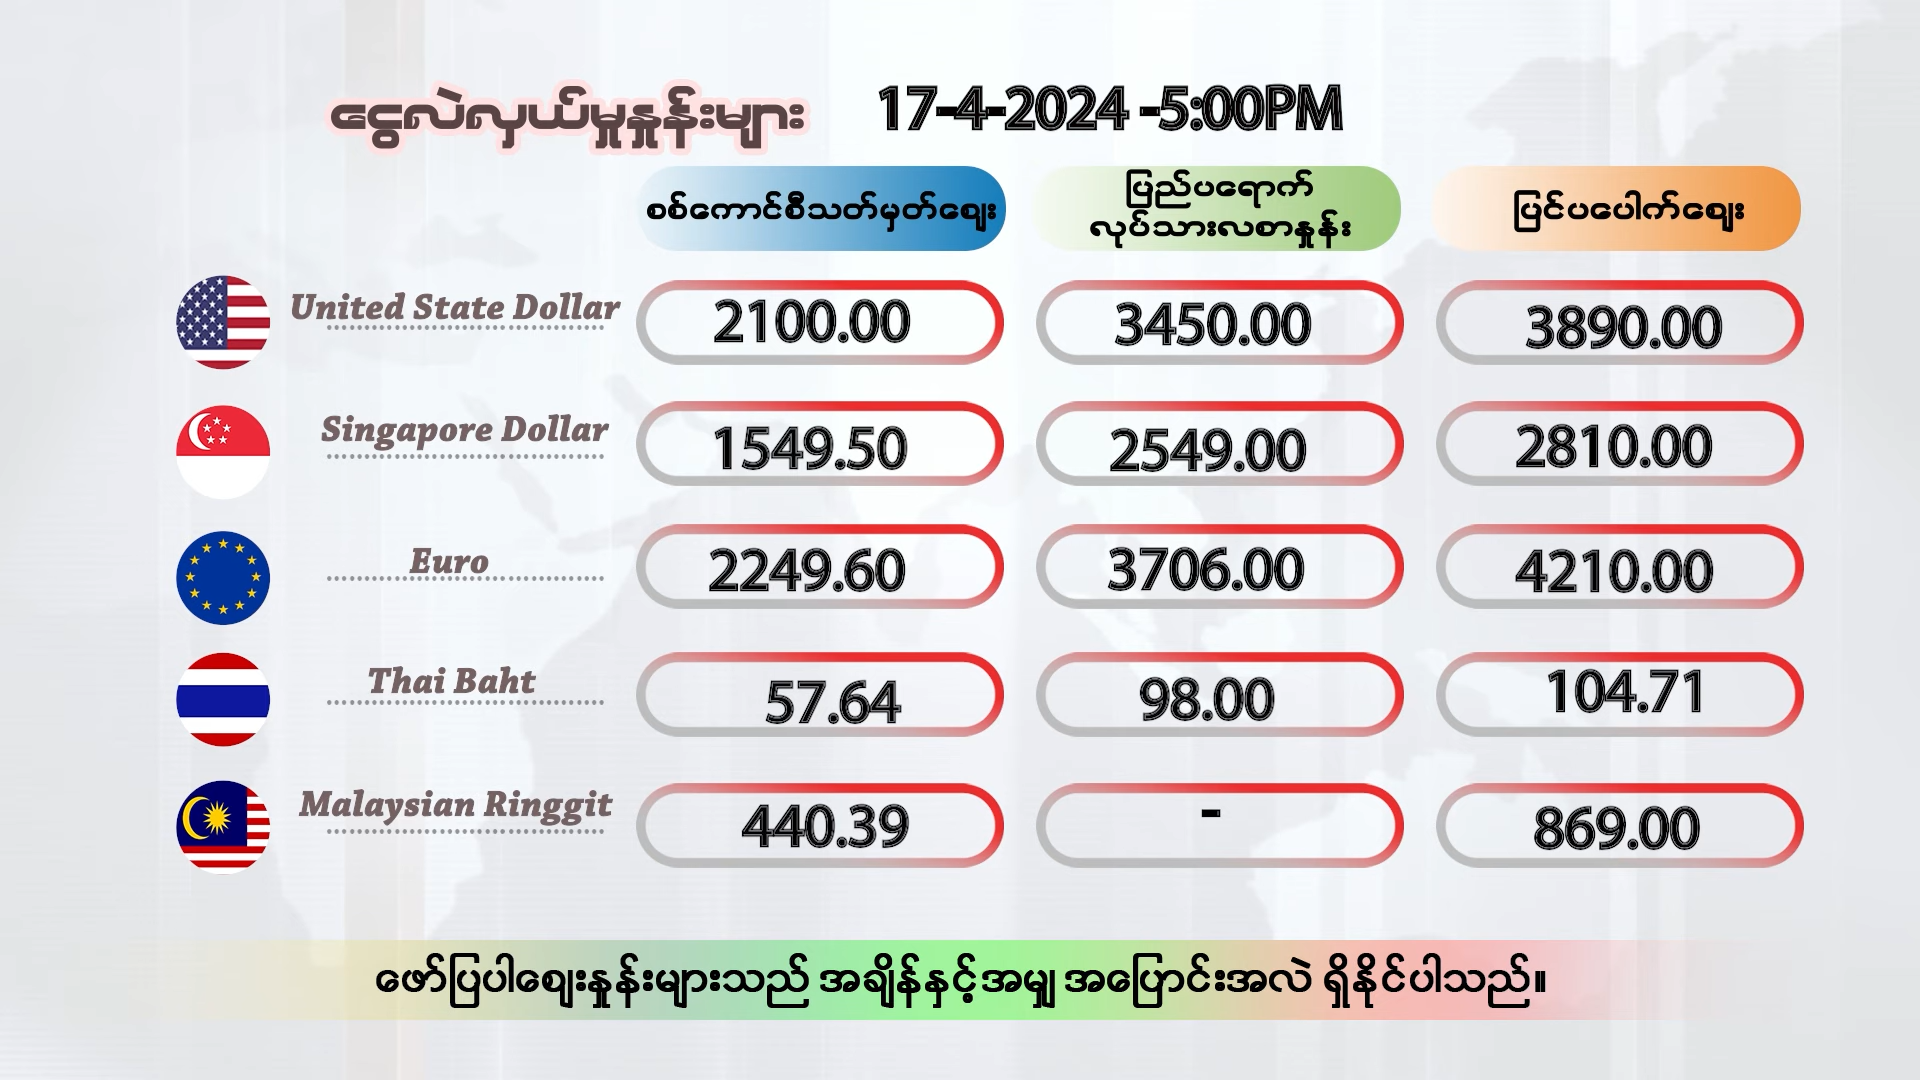 ငွေလဲလှယ်မှုနှုန်းများ 17-4-2024 -5:00PM
စစ်ကောင်စီသတ်မှတ်ဈေး
ပြည်ပရောက်
လုပ်သားလစာနှုန်း
ပြင်ပပေါက်ဈေး
United State Dollar 2100.00 3450.00 3890.00
Singapore Dollar 1549.50 2549.00 2810.00
Euro 2249.60 3706.00 4210.00
Thai Baht 57.64 98.00 104.71
Malaysian Ringgit 440.39 - 869.00
ဖော်ပြပါဈေးနှုန်းများသည် အချိန်နှင့်အမျှ အပြောင်းအလဲ ရှိနိုင်ပါသည်။